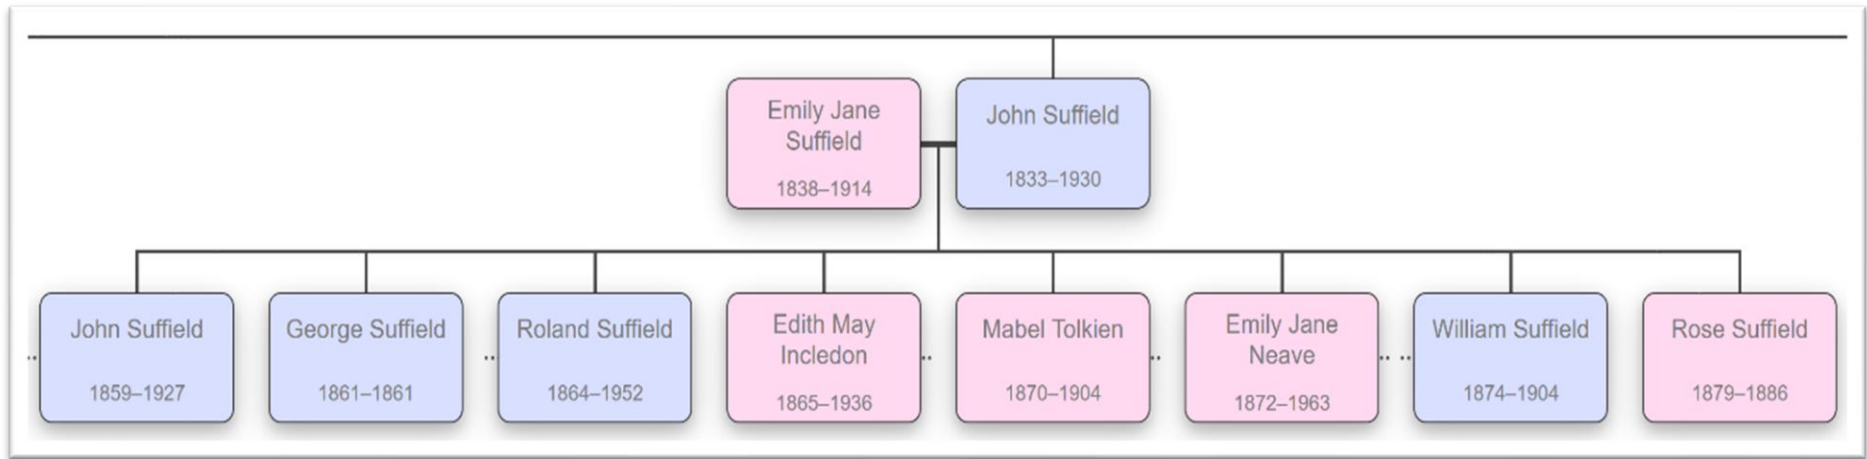 Emily Jane
Suffield
1838–1914
John Suffield
1833–1930
John Suffield
1859–1927
George Suffield
1861–1861
Roland Suffield
1864–1952
Edith May
Incledon
1865–1936
Mabel Tolkien
1870–1904
Emily Jane
Neave
1872–1963
William Suffield
1874–1904
Rose Suffield
1879–1886